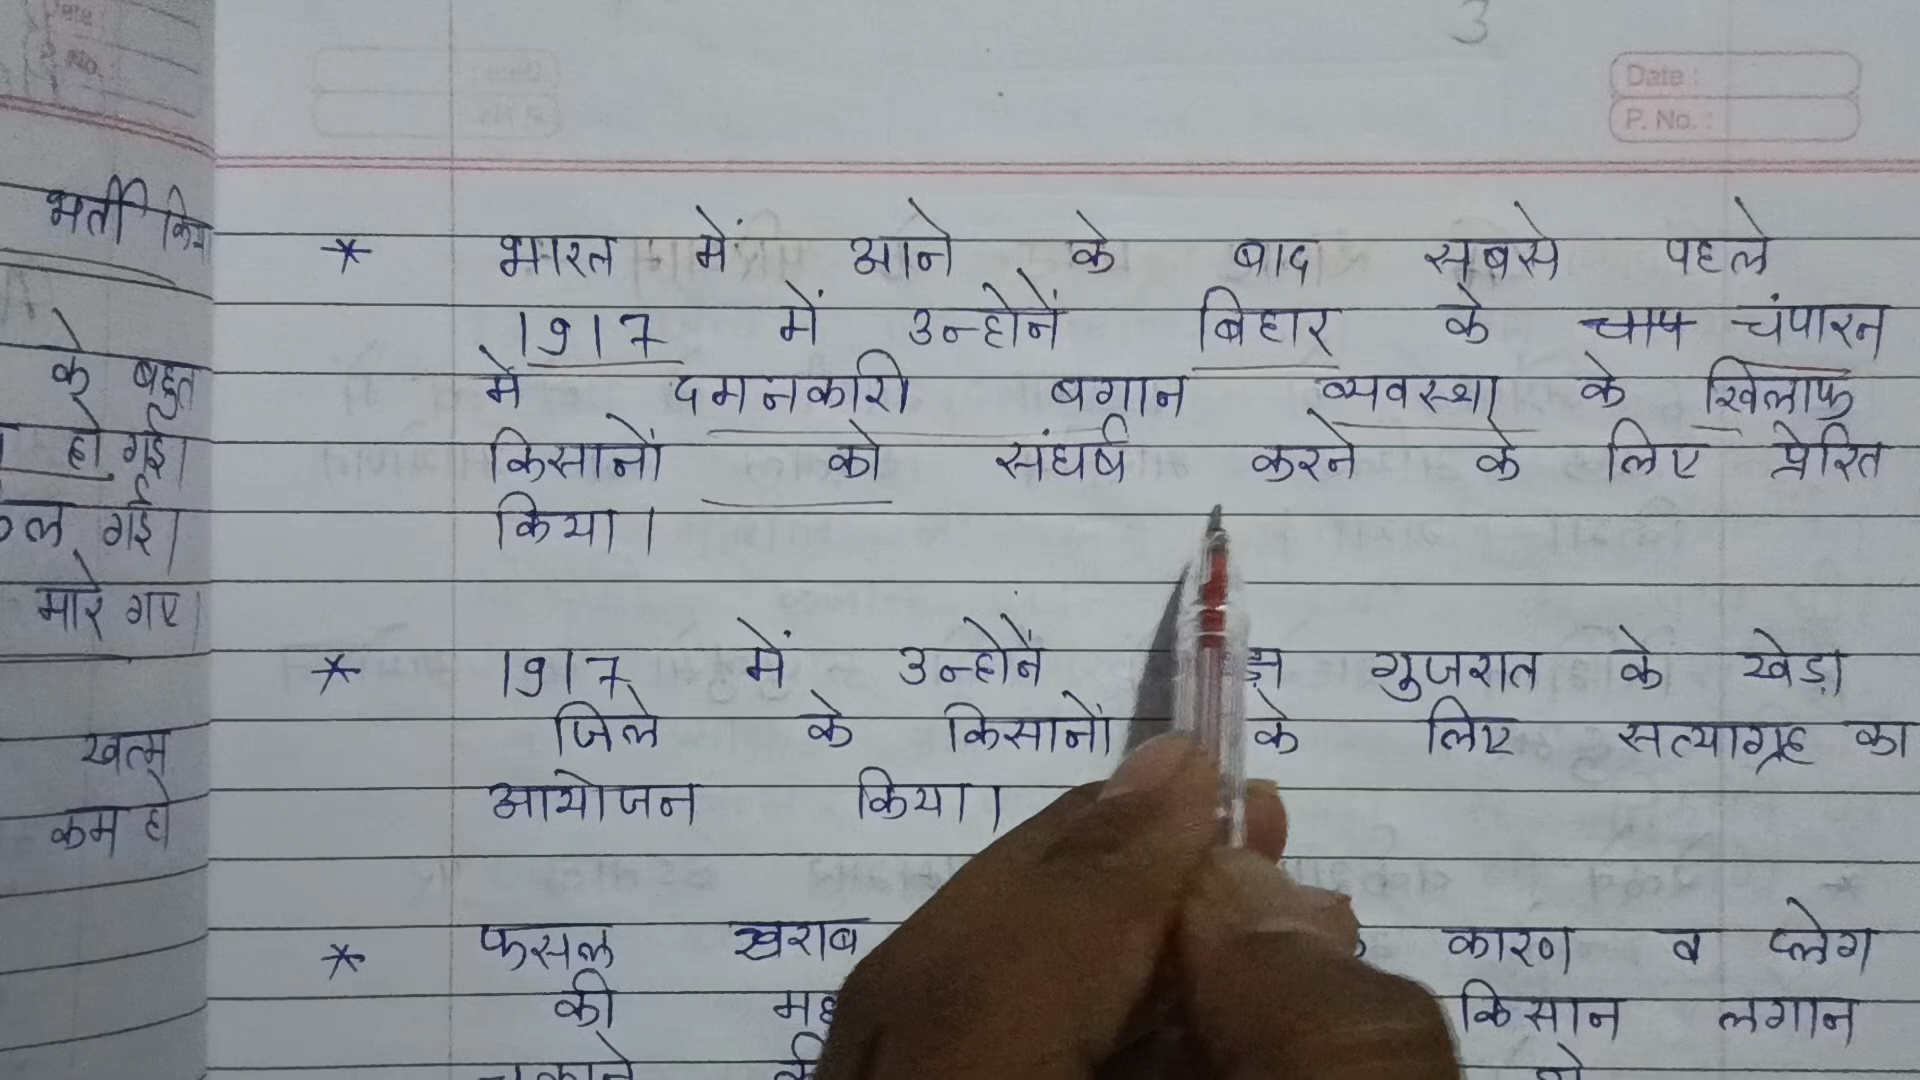 3
Date :
P. No. :
भर्ती
के बहुत
हो गई।
गई।
मारे गए।
खत्म
कम हो
* भारत में आने के बाद सबसे पहले
1917 में उन्होनें बिहार के चाप चंपारन
में दमनकारी बगान व्यवस्था के खिलाफ
किसानों को संघर्ष करने के लिए प्रेरित
किया।
* 1917 में उन्होनें गुजरात के खेड़ा
जिले के किसानों के लिए सत्याग्रह का
आयोजन किया।
* फसल खराब कारण व प्लेग
की किसान लगान